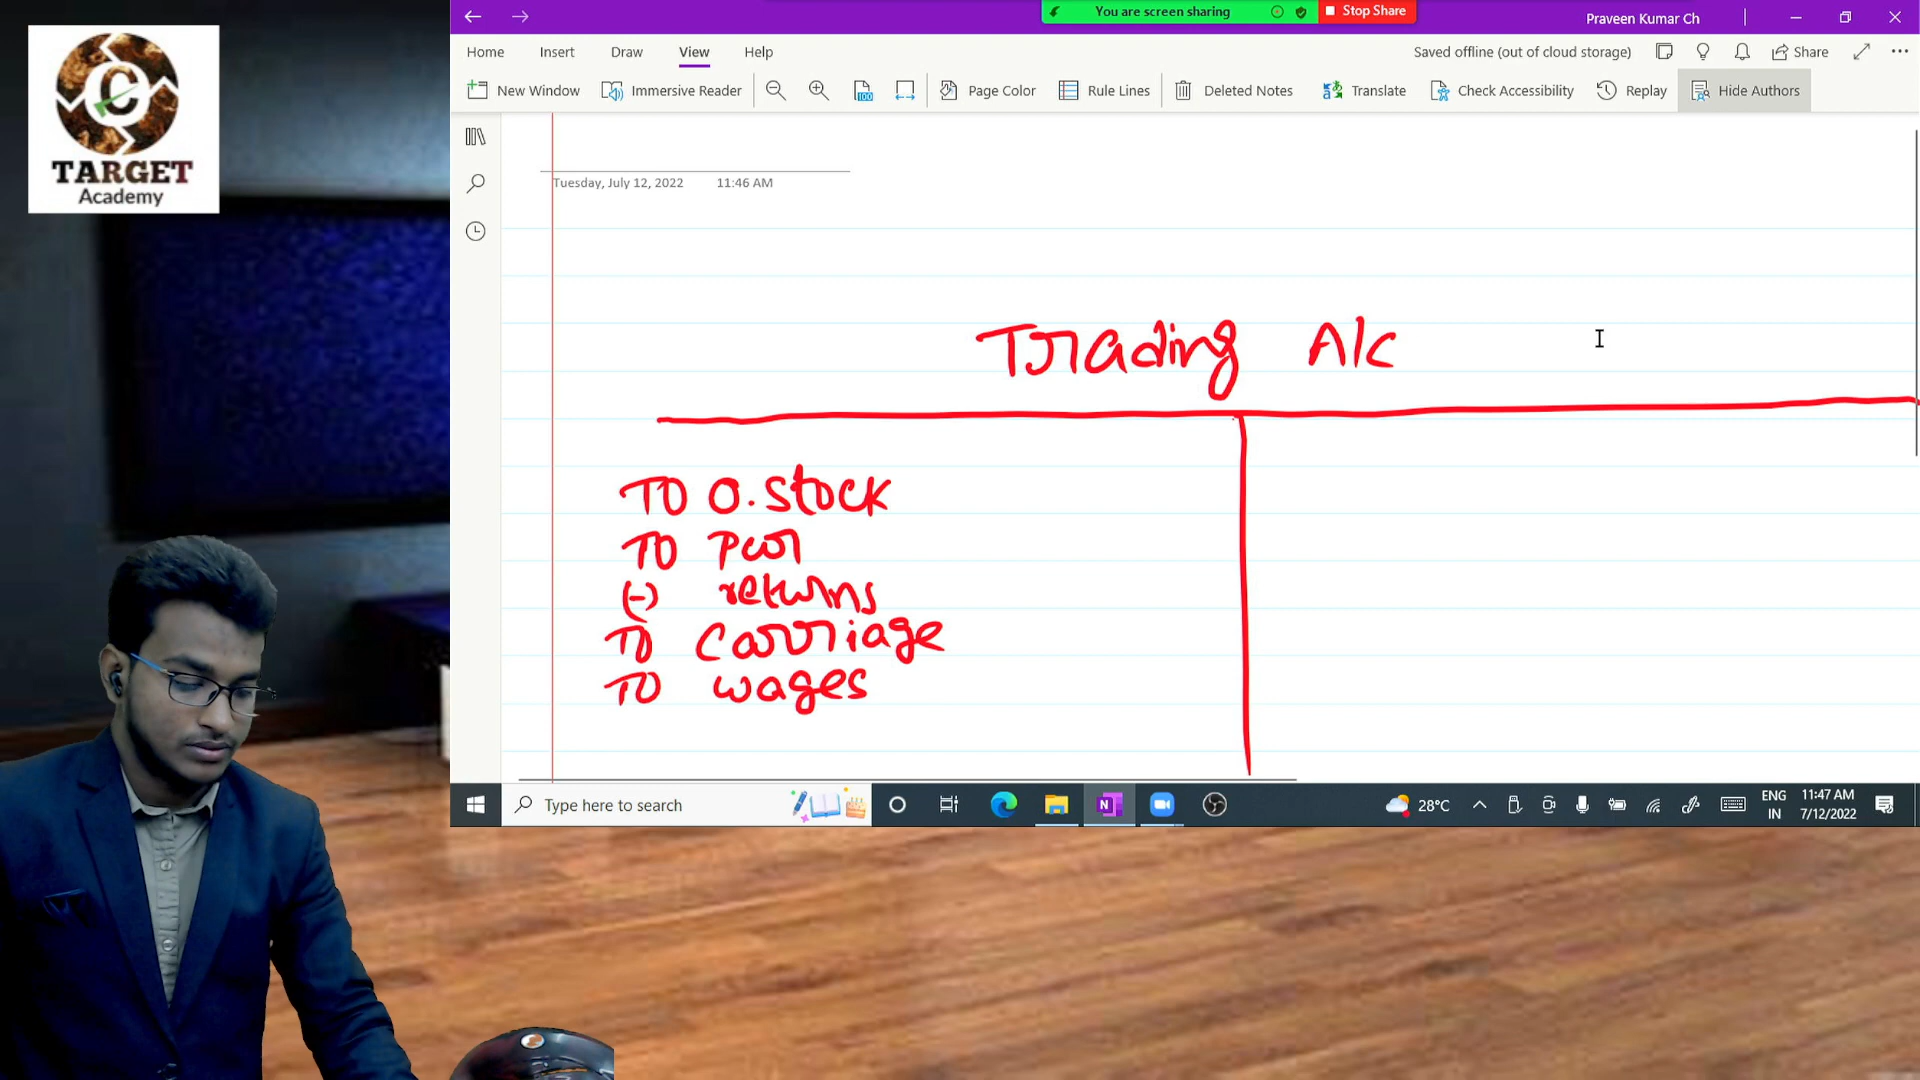 TARGET
Academy
You are screen sharing
Stop Share
Praveen Kumar Ch
Home Insert Draw View Help
Saved offline (out of cloud storage)
Share
New Window
Immersive Reader
Page Color
Rule Lines
Deleted Notes
Translate
Check Accessibility
Replay
Hide Authors
Tuesday, July 12, 2022 11:46 AM
Trading A/c
TO O.Stock
TO Pur
(-) returns
TO Carriage
TO wages
Type here to search
28°C
ENG
IN
11:47 AM
7/12/2022